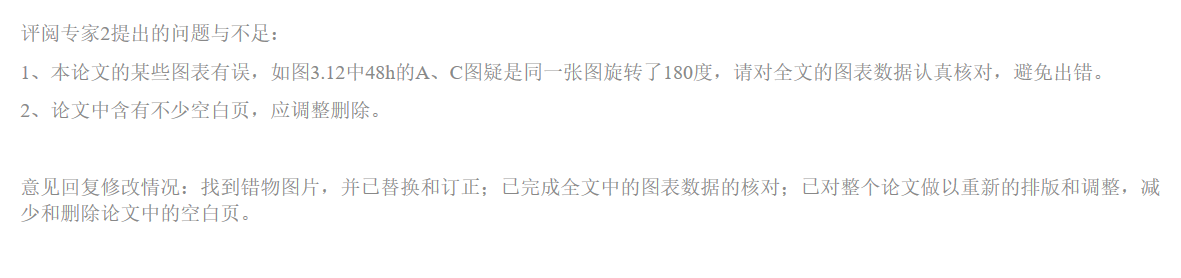 评阅专家2提出的问题与不足：
1、本论文的某些图表有误，如图3.12中48h的A、C图疑是同一张图旋转了180度，请对全文的图表数据认真核对，避免出错。
2、论文中含有不少空白页，应调整删除。
意见回复修改情况：找到错物图片，并已替换和订正；已完成全文中的图表数据的核对；已对整个论文做以重新的排版和调整，减
少和删除论文中的空白页。